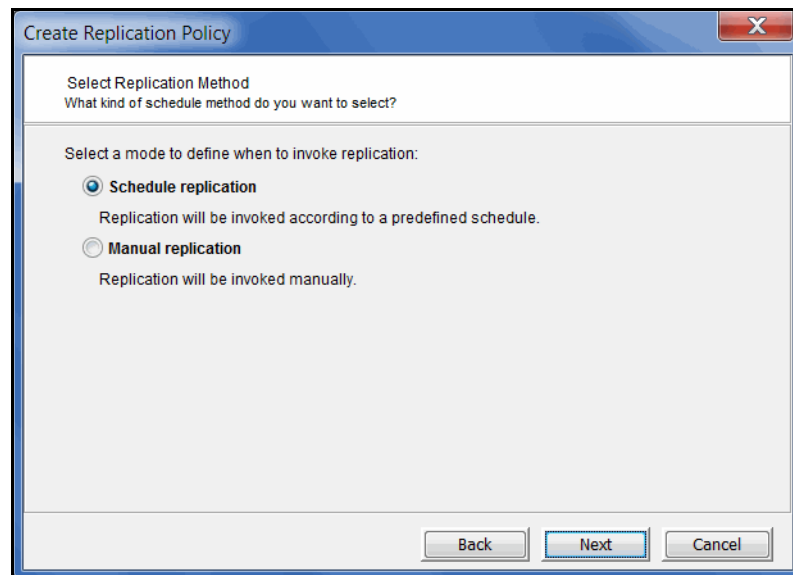 Create Replication Policy
X
Select Replication Method
What kind of schedule method do you want to select?
Select a mode to define when to invoke replication:
Schedule replication
Replication will be invoked according to a predefined schedule.
Manual replication
Replication will be invoked manually.
Back Next Cancel